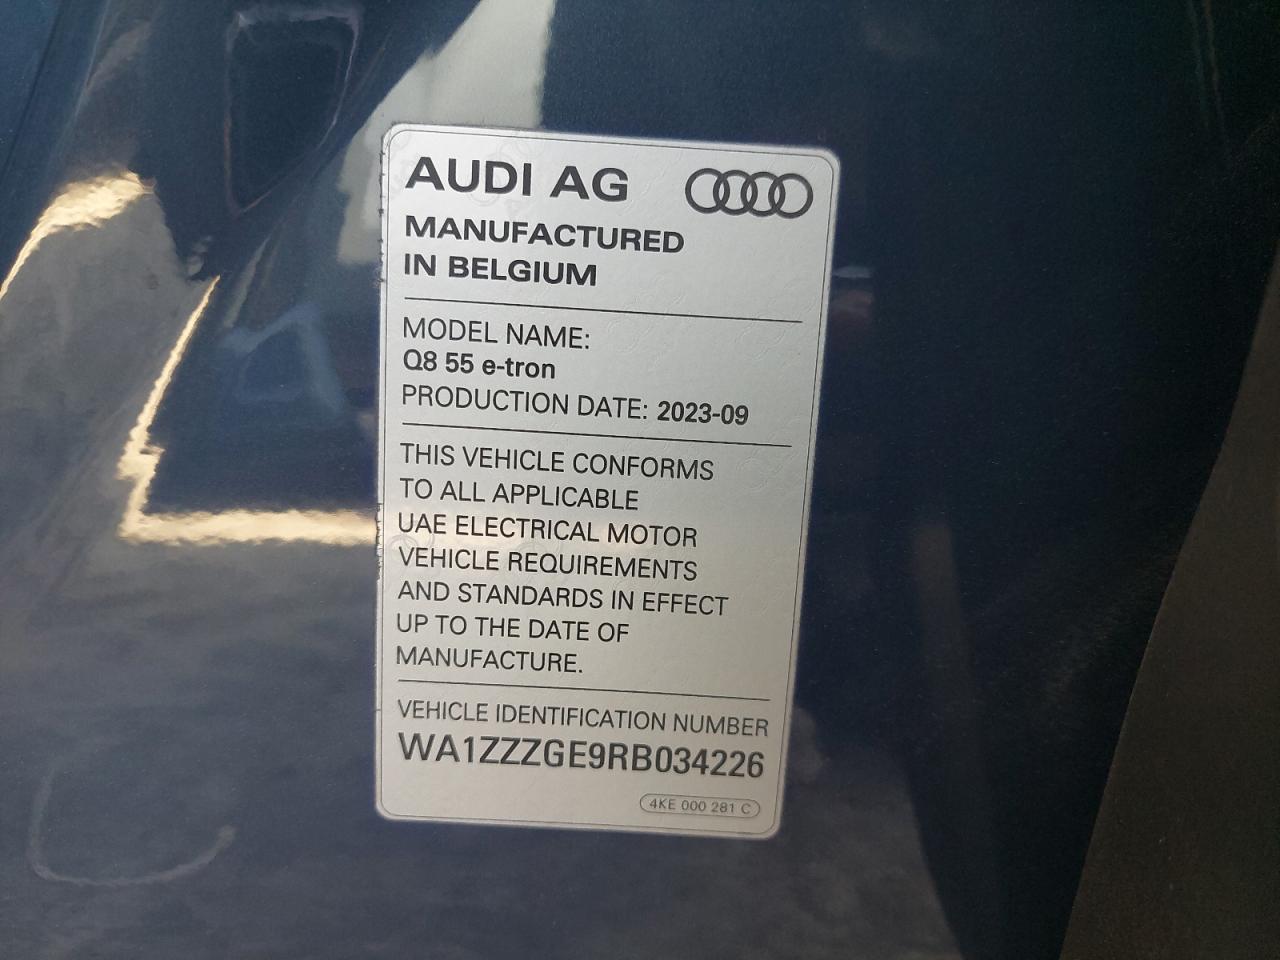 AUDI AG
MANUFACTURED
IN BELGIUM
MODEL NAME:
Q8 55 e-tron
PRODUCTION DATE: 2023-09
THIS VEHICLE CONFORMS
TO ALL APPLICABLE
UAE ELECTRICAL MOTOR
VEHICLE REQUIREMENTS
AND STANDARDS IN EFFECT
UP TO THE DATE OF
MANUFACTURE.
VEHICLE IDENTIFICATION NUMBER
WA1ZZZGE9RB034226
4KE 000 281 C